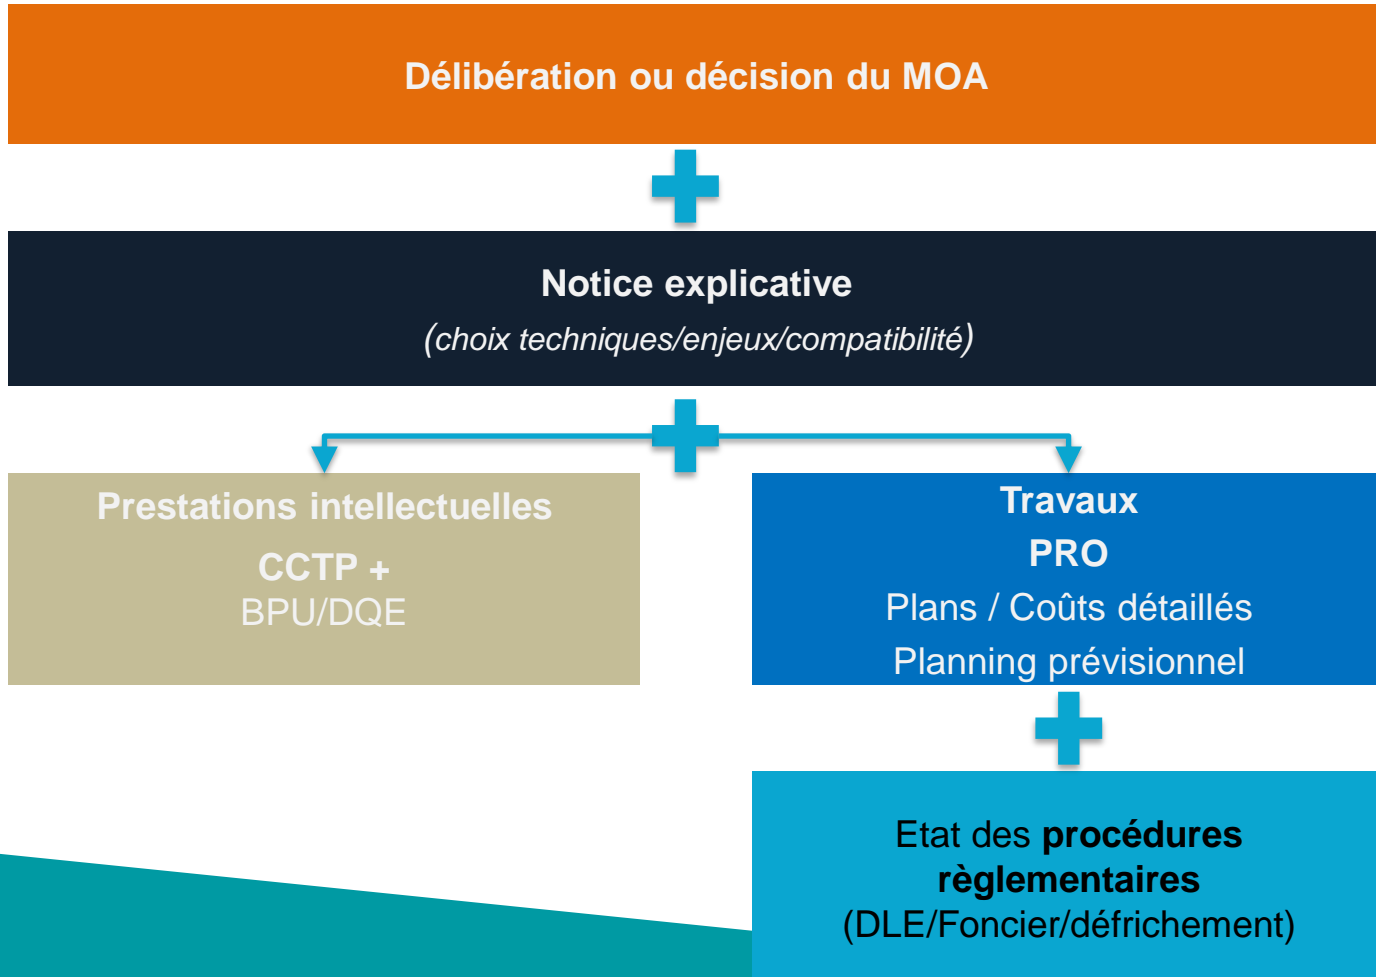 Délibération ou décision du MOA
Notice explicative
(choix techniques/enjeux/compatibilité)
Prestations intellectuelles
CCTP +
BPU/DQE
Travaux
PRO
Plans / Coûts détaillés
Planning prévisionnel
Etat des procédures
règlementaires
(DLE/Foncier/défrichement)